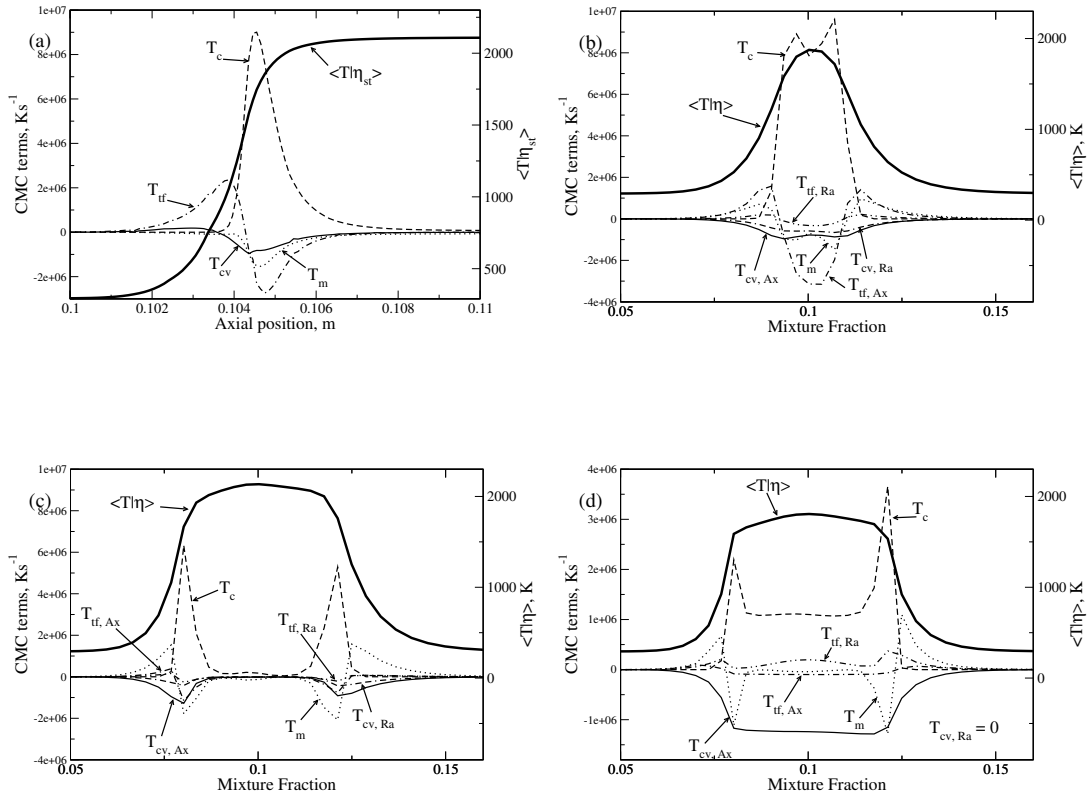 (a)
1e+07
8e+06
6e+06
4e+06
2e+06
0
-2e+06
CMC terms, Ks⁻¹
T_c
<T|η_st>
T_tf
T_cv
T_m
2000
1500
1000
500
<T|η_st>
0.1
0.102
0.104
0.106
0.108
0.11
Axial position, m
(b)
1e+07
8e+06
6e+06
4e+06
2e+06
0
-2e+06
-4e+06
CMC terms, Ks⁻¹
T_c
<T|η>
T_tf, Ra
T_m
T_cv, Ra
T_cv, Ax
T_tf, Ax
2000
1000
0
<T|η>, K
0.05
0.1
0.15
Mixture Fraction
(c)
1e+07
8e+06
6e+06
4e+06
2e+06
0
-2e+06
-4e+06
CMC terms, Ks⁻¹
<T|η>
T_c
T_tf, Ax
T_tf, Ra
T_cv, Ax
T_m
T_cv, Ra
2000
1000
0
<T|η>, K
0.05
0.1
0.15
Mixture Fraction
(d)
4e+06
3e+06
2e+06
1e+06
0
-1e+06
CMC terms, Ks⁻¹
<T|η>
T_c
T_tf, Ra
T_tf, Ax
T_m
T_cv, Ax
T_cv, Ra = 0
2000
1000
0
<T|η>, K
0.05
0.1
0.15
Mixture Fraction